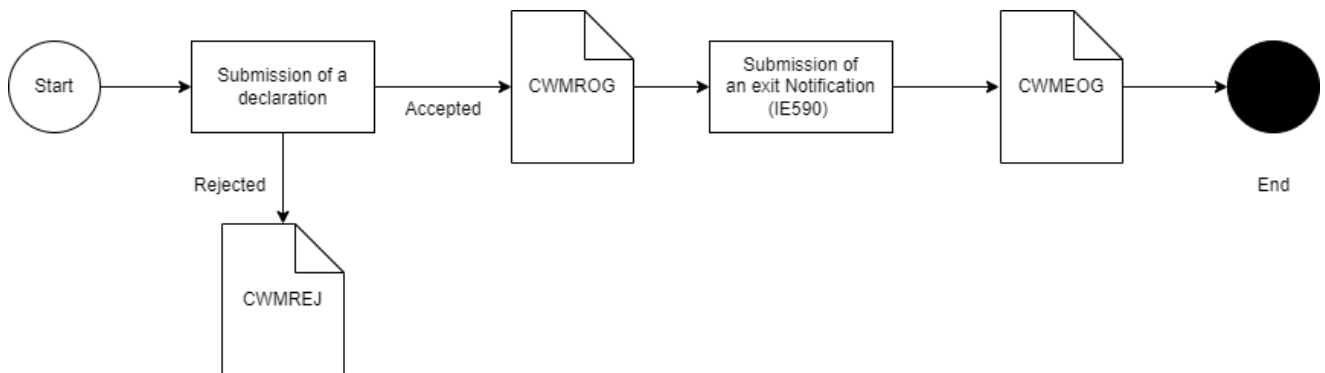 Start
Submission of a
declaration
Accepted
CWMROG
Submission of
an exit Notification
(IE590)
CWMEOG
End
Rejected
CWMREJ